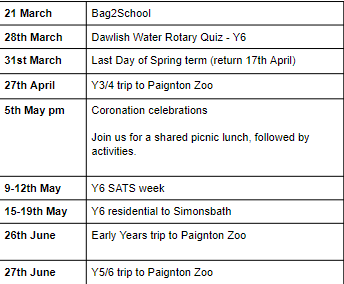 21 March Bag2School
28th March Dawlish Water Rotary Quiz - Y6
31st March Last Day of Spring term (return 17th April)
27th April Y3/4 trip to Paignton Zoo
5th May pm Coronation celebrations
Join us for a shared picnic lunch, followed by
activities.
9-12th May Y6 SATS week
15-19th May Y6 residential to Simonsbath
26th June Early Years trip to Paignton Zoo
27th June Y5/6 trip to Paignton Zoo